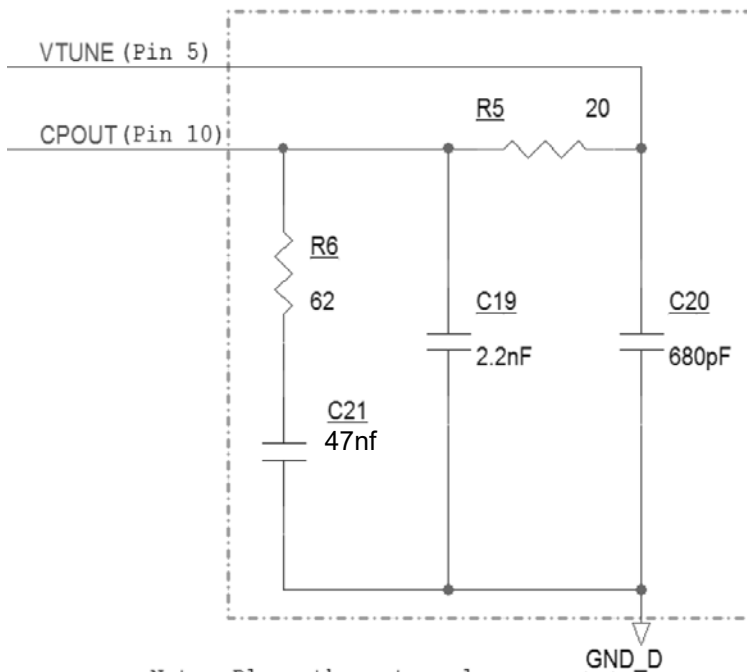 VTUNE (Pin 5)
R5 20
CPOUT (Pin 10)
R6
62
C19
2.2nF
C20
680pF
C21
47nf
GND_D